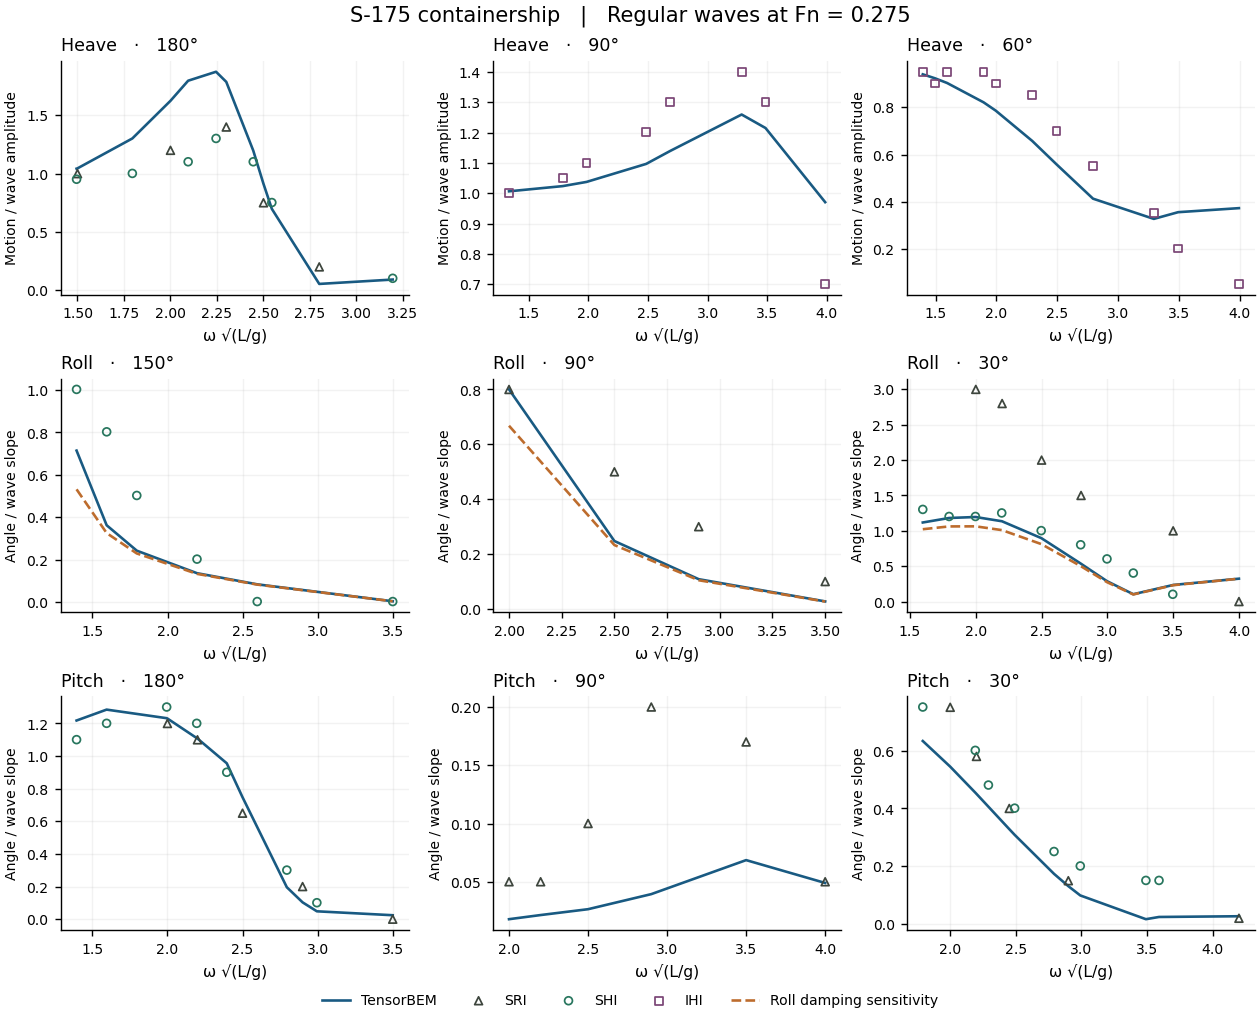 S-175 containership | Regular waves at Fn = 0.275
Heave · 180°
Motion / wave amplitude
1.5
1.0
0.5
0.0
1.50 1.75 2.00 2.25 2.50 2.75 3.00 3.25
ω √(L/g)
Heave · 90°
Motion / wave amplitude
1.4
1.3
1.2
1.1
1.0
0.9
0.8
0.7
1.5 2.0 2.5 3.0 3.5 4.0
ω √(L/g)
Heave · 60°
Motion / wave amplitude
0.8
0.6
0.4
0.2
1.5 2.0 2.5 3.0 3.5 4.0
ω √(L/g)
Roll · 150°
Angle / wave slope
1.0
0.8
0.6
0.4
0.2
0.0
1.5 2.0 2.5 3.0 3.5
ω √(L/g)
Roll · 90°
Angle / wave slope
0.8
0.6
0.4
0.2
0.0
2.00 2.25 2.50 2.75 3.00 3.25 3.50
ω √(L/g)
Roll · 30°
Angle / wave slope
3.0
2.5
2.0
1.5
1.0
0.5
0.0
1.5 2.0 2.5 3.0 3.5 4.0
ω √(L/g)
Pitch · 180°
Angle / wave slope
1.2
1.0
0.8
0.6
0.4
0.2
0.0
1.5 2.0 2.5 3.0 3.5
ω √(L/g)
Pitch · 90°
Angle / wave slope
0.20
0.15
0.10
0.05
2.0 2.5 3.0 3.5 4.0
ω √(L/g)
Pitch · 30°
Angle / wave slope
0.6
0.4
0.2
0.0
2.0 2.5 3.0 3.5 4.0
ω √(L/g)
TensorBEM SRI SHI IHI Roll damping sensitivity